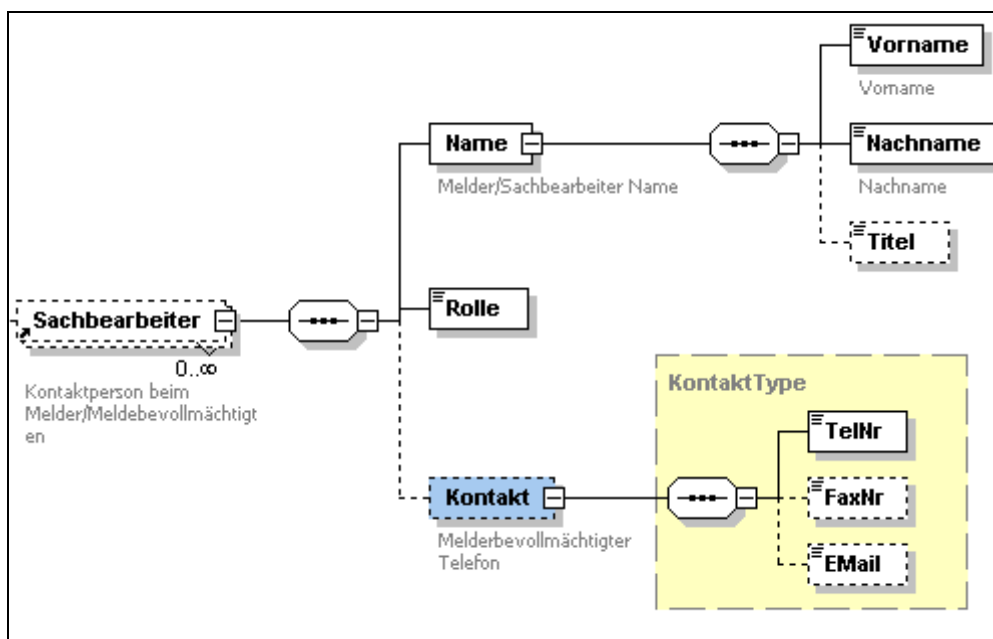 Vorname
Vorname
Name
Melder/Sachbearbeiter Name
Nachname
Nachname
Titel
Sachbearbeiter
0..∞
Kontaktperson beim
Melder/Meldebevollmächtigt
en
Rolle
KontaktType
TelNr
Kontakt
Melderbevollmächtigter
Telefon
FaxNr
EMail